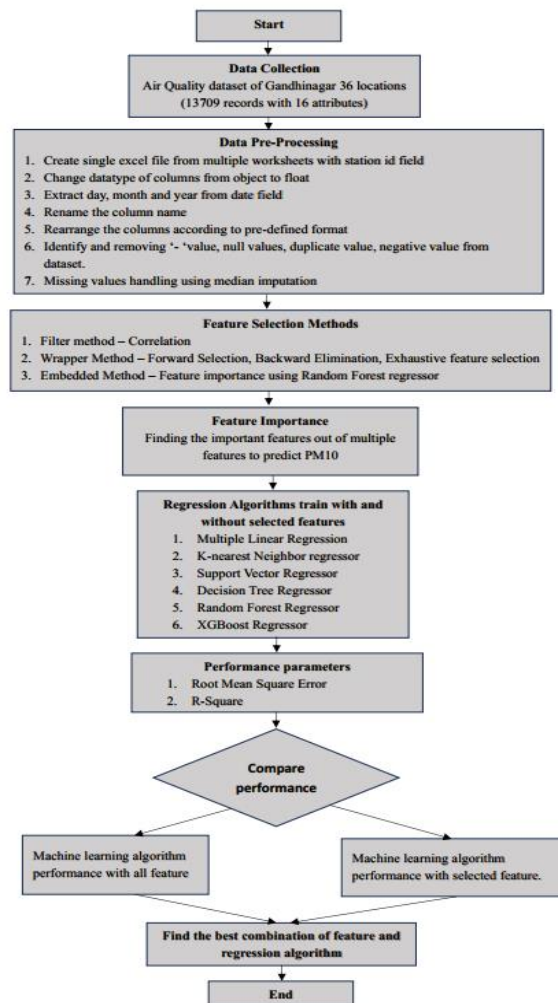 Start
Data Collection
Air Quality dataset of Gandhinagar 36 locations
(13709 records with 16 attributes)
Data Pre-Processing
1. Create single excel file from multiple worksheets with station id field
2. Change datatype of columns from object to float
3. Extract day, month and year from date field
4. Rename the column name
5. Rearrange the columns according to pre-defined format
6. Identify and removing ‘- ‘value, null values, duplicate value, negative value from
dataset.
7. Missing values handling using median imputation
Feature Selection Methods
1. Filter method – Correlation
2. Wrapper Method – Forward Selection, Backward Elimination, Exhaustive feature selection
3. Embedded Method – Feature importance using Random Forest regressor
Feature Importance
Finding the important features out of multiple
features to predict PM10
Regression Algorithms train with and
without selected features
1. Multiple Linear Regression
2. K-nearest Neighbor regressor
3. Support Vector Regressor
4. Decision Tree Regressor
5. Random Forest Regressor
6. XGBoost Regressor
Performance parameters
1. Root Mean Square Error
2. R-Square
Compare
performance
Machine learning algorithm
performance with all feature
Machine learning algorithm
performance with selected feature.
Find the best combination of feature and
regression algorithm
End